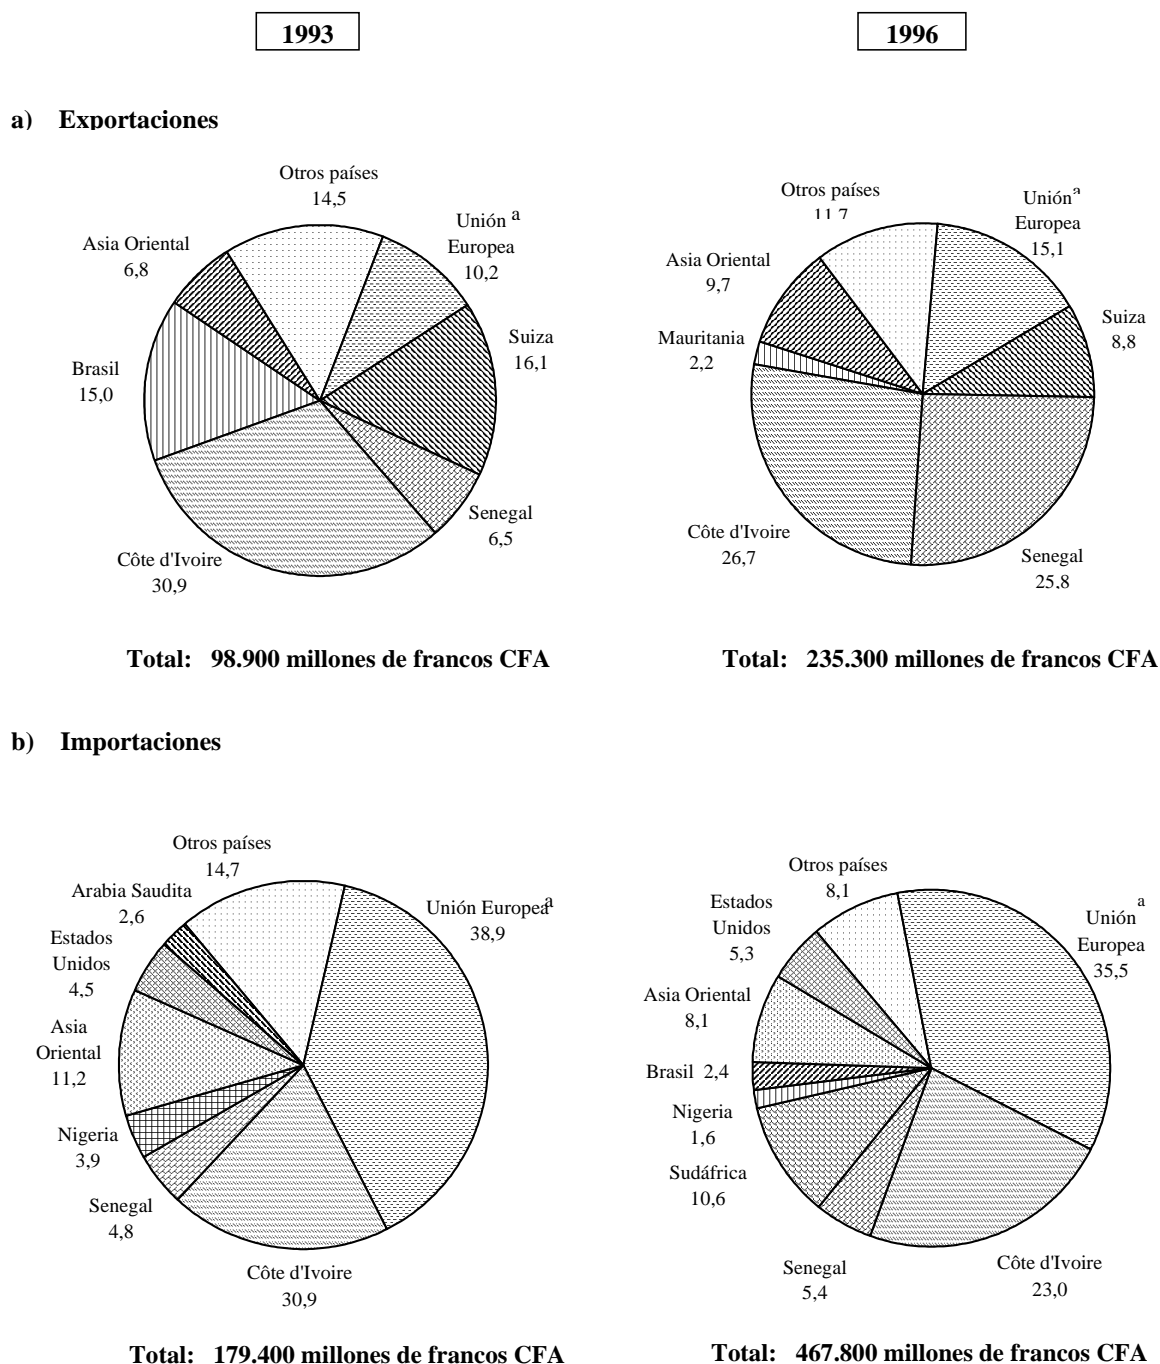 1993
1996
a) Exportaciones
Otros países
14,5
Unión a
Europea
10,2
Suiza
16,1
Senegal
6,5
Côte d'Ivoire
30,9
Brasil
15,0
Asia Oriental
6,8
Total: 98.900 millones de francos CFA
Otros países
11,7
Unión a
Europea
15,1
Suiza
8,8
Senegal
25,8
Côte d'Ivoire
26,7
Mauritania
2,2
Asia Oriental
9,7
Total: 235.300 millones de francos CFA
b) Importaciones
Otros países
14,7
Unión Europea a
38,9
Côte d'Ivoire
30,9
Senegal
4,8
Nigeria
3,9
Asia
Oriental
11,2
Estados
Unidos
4,5
Arabia Saudita
2,6
Total: 179.400 millones de francos CFA
Otros países
8,1
a
Unión
Europea
35,5
Côte d'Ivoire
23,0
Senegal
5,4
Sudáfrica
10,6
Nigeria
1,6
Brasil 2,4
Asia Oriental
8,1
Estados
Unidos
5,3
Total: 467.800 millones de francos CFA